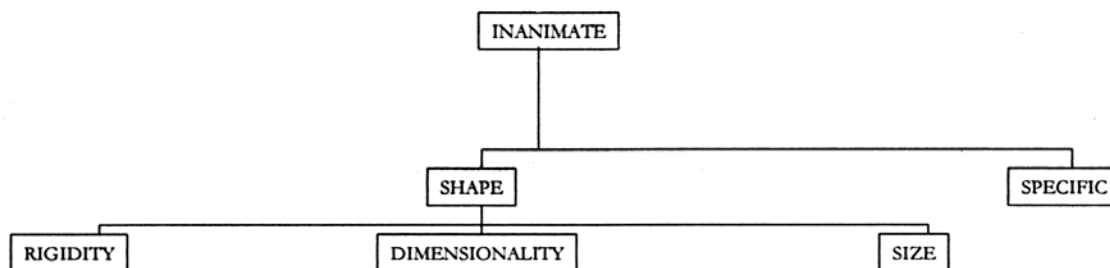 INANIMATE
SHAPE SPECIFIC
RIGIDITY DIMENSIONALITY SIZE